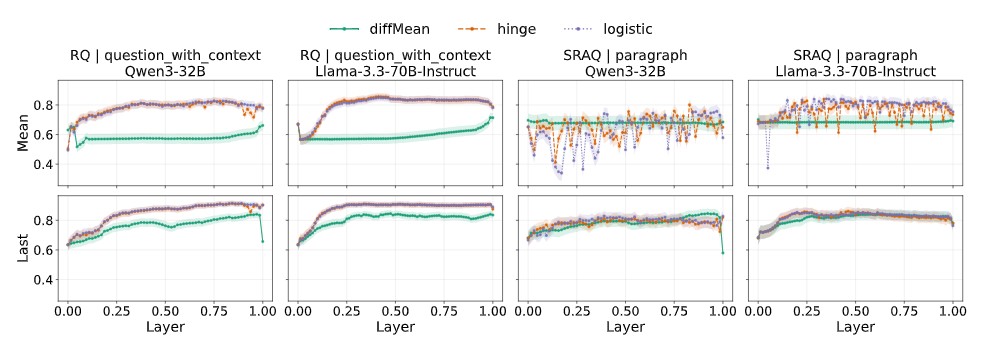 diffMean hinge logistic
RQ | question_with_context
Qwen3-32B
RQ | question_with_context
Llama-3.3-70B-Instruct
SRAQ | paragraph
Qwen3-32B
SRAQ | paragraph
Llama-3.3-70B-Instruct
Mean
0.8
0.6
0.4
Last
0.8
0.6
0.4
0.00 0.25 0.50 0.75 1.00
Layer
0.00 0.25 0.50 0.75 1.00
Layer
0.00 0.25 0.50 0.75 1.00
Layer
0.00 0.25 0.50 0.75 1.00
Layer